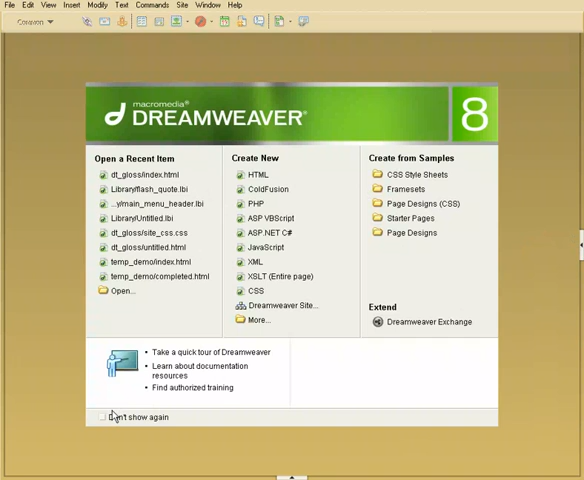 File Edit View Insert Modify Text Commands Site Window Help
Common
macromedia®
DREAMWEAVER®
8
Open a Recent Item
dt_gloss/index.html
Library/flash_quote.lbi
...y/main_menu_header.lbi
Library/Untitled.lbi
dt_gloss/site_css.css
dt_gloss/untitled.html
temp_demo/index.html
temp_demo/completed.html
Open...
Create New
HTML
ColdFusion
PHP
ASP VBScript
ASP.NET C#
JavaScript
XML
XSLT (Entire page)
CSS
Dreamweaver Site...
More...
Create from Samples
CSS Style Sheets
Framesets
Page Designs (CSS)
Starter Pages
Page Designs
Extend
Dreamweaver Exchange
• Take a quick tour of Dreamweaver
• Learn about documentation
resources
• Find authorized training
Don't show again